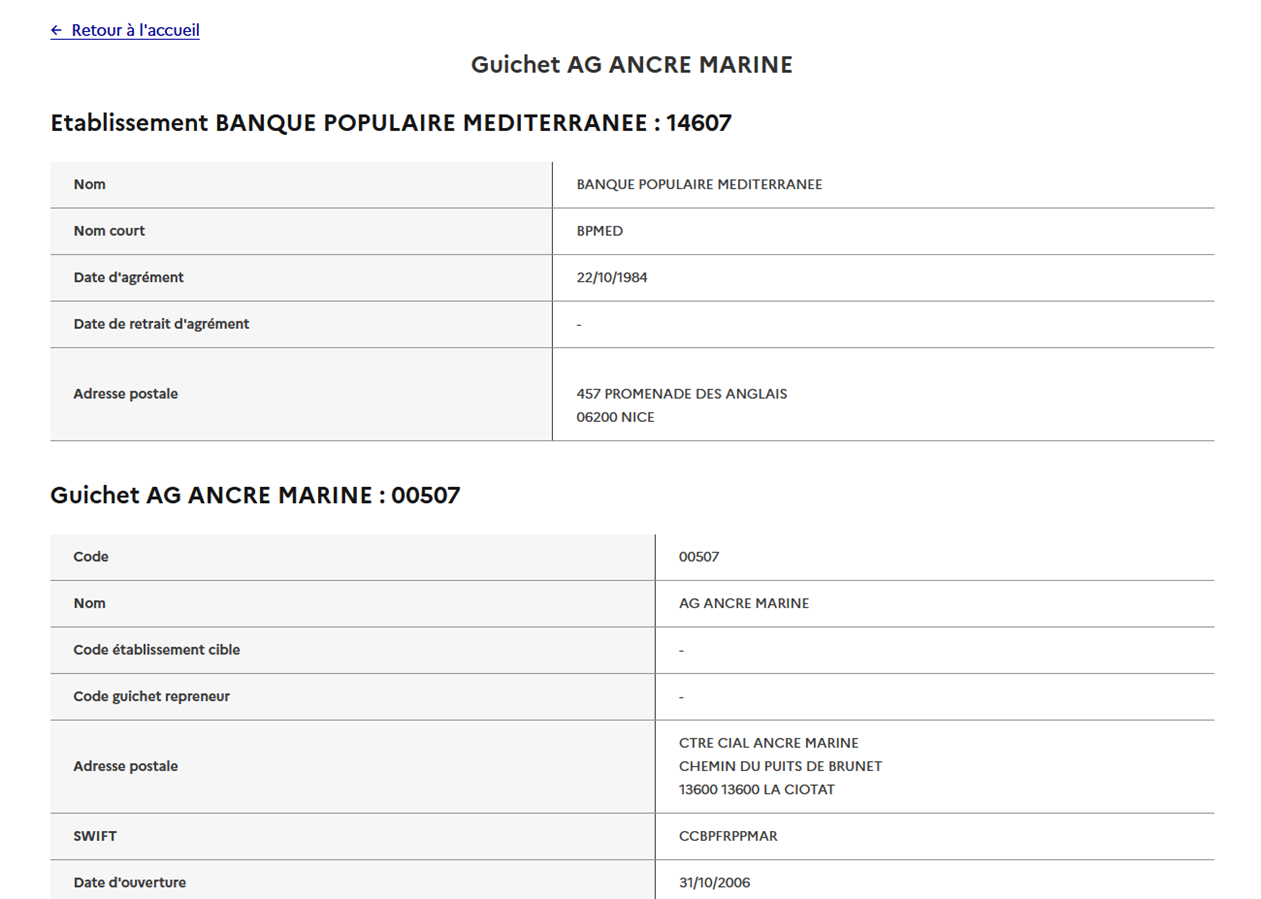 ← Retour à l'accueil
Guichet AG ANCRE MARINE
Etablissement BANQUE POPULAIRE MEDITERRANEE : 14607
Nom BANQUE POPULAIRE MEDITERRANEE
Nom court BPMED
Date d'agrément 22/10/1984
Date de retrait d'agrément -
Adresse postale 457 PROMENADE DES ANGLAIS
06200 NICE
Guichet AG ANCRE MARINE : 00507
Code 00507
Nom AG ANCRE MARINE
Code établissement cible -
Code guichet repreneur -
Adresse postale CTRE CIAL ANCRE MARINE
CHEMIN DU PUITS DE BRUNET
13600 13600 LA CIOTAT
SWIFT CCBPFRPPMAR
Date d'ouverture 31/10/2006